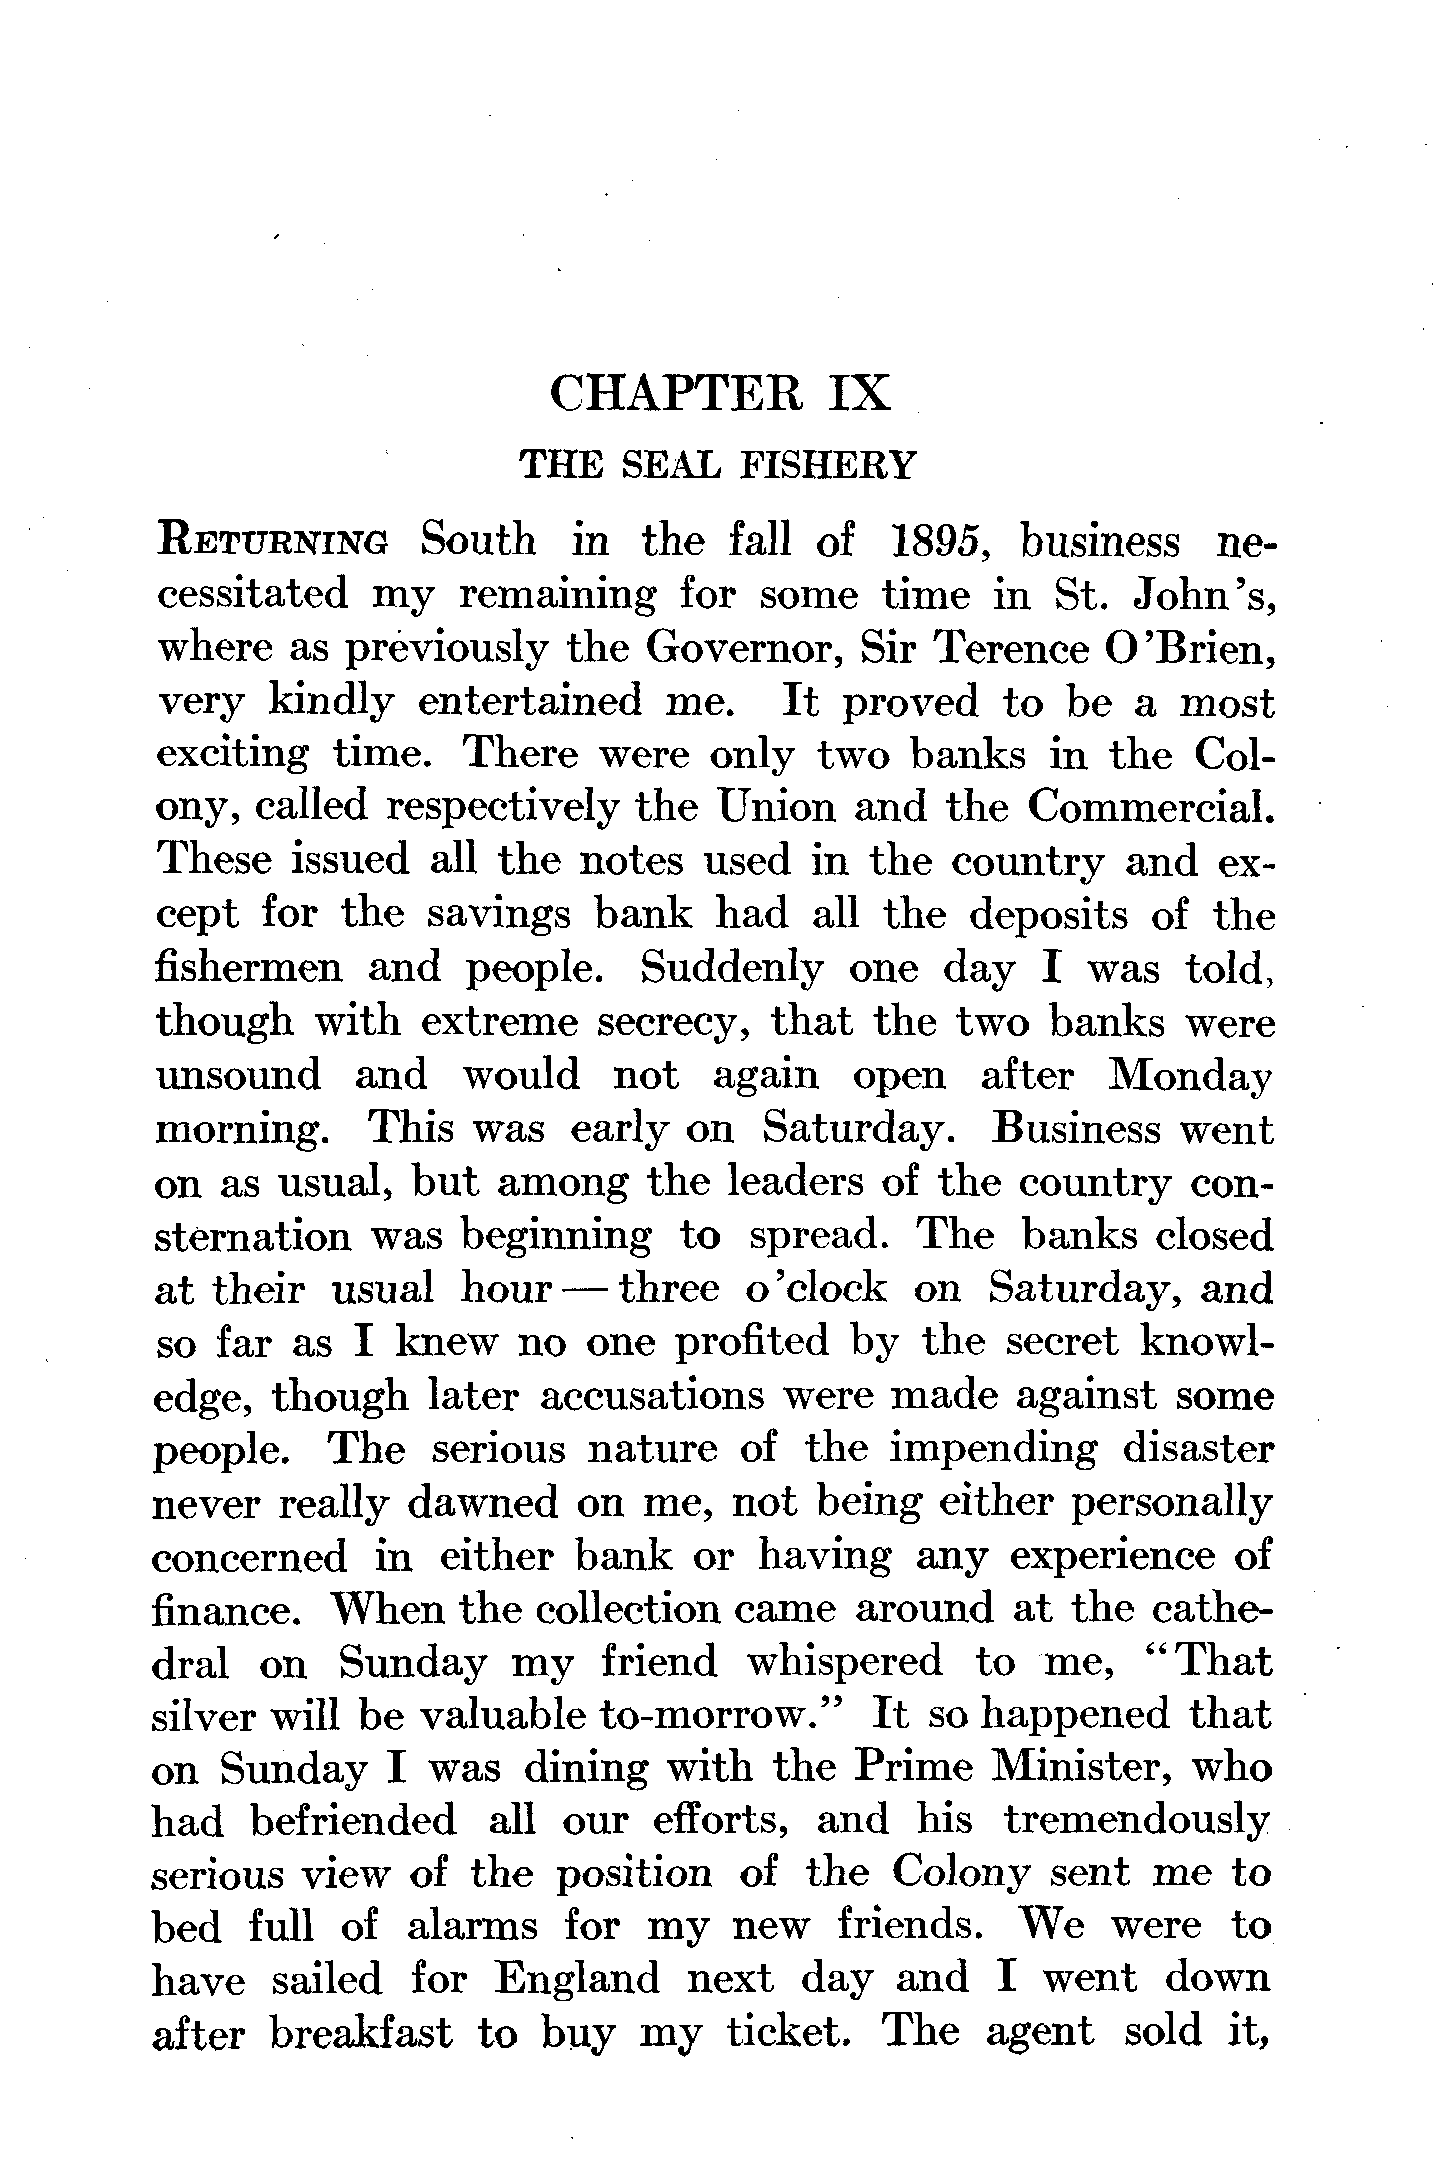 CHAPTER IX
THE SEAL FISHERY
RETURNING South in the fall of 1895, business ne-
cessitated my remaining for some time in St. John's,
where as previously the Governor, Sir Terence O'Brien,
very kindly entertained me. It proved to be a most
exciting time. There were only two banks in the Col-
ony, called respectively the Union and the Commercial.
These issued all the notes used in the country and ex-
cept for the savings bank had all the deposits of the
fishermen and people. Suddenly one day I was told,
though with extreme secrecy, that the two banks were
unsound and would not again open after Monday
morning. This was early on Saturday. Business went
on as usual, but among the leaders of the country con-
sternation was beginning to spread. The banks closed
at their usual hour — three o'clock on Saturday, and
so far as I knew no one profited by the secret knowl-
edge, though later accusations were made against some
people. The serious nature of the impending disaster
never really dawned on me, not being either personally
concerned in either bank or having any experience of
finance. When the collection came around at the cathe-
dral on Sunday my friend whispered to me, "That
silver will be valuable to-morrow." It so happened that
on Sunday I was dining with the Prime Minister, who
had befriended all our efforts, and his tremendously
serious view of the position of the Colony sent me to
bed full of alarms for my new friends. We were to
have sailed for England next day and I went down
after breakfast to buy my ticket. The agent sold it,